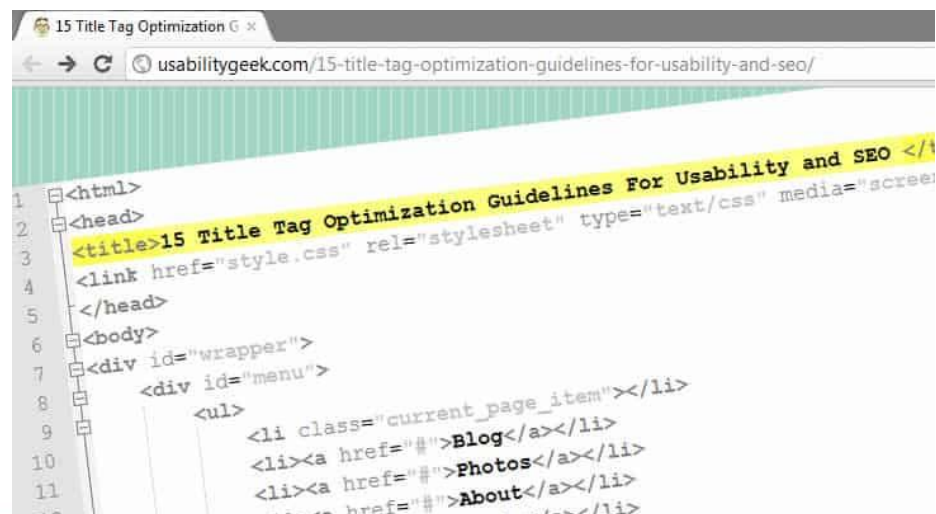 15 Title Tag Optimization G
usabilitygeek.com/15-title-tag-optimization-guidelines-for-usability-and-seo/
1 <html>
2 <head>
3 <title>15 Title Tag Optimization Guidelines For Usability and SEO </t
4 <link href="style.css" rel="stylesheet" type="text/css" media="screen
5 </head>
6 <body>
7 <div id="wrapper">
8 <div id="menu">
9 <ul>
10 <li class="current_page_item"></li>
11 <li><a href="#">Blog</a></li>
<li><a href="#">Photos</a></li>
href="#">About</a></li>
</a></li>